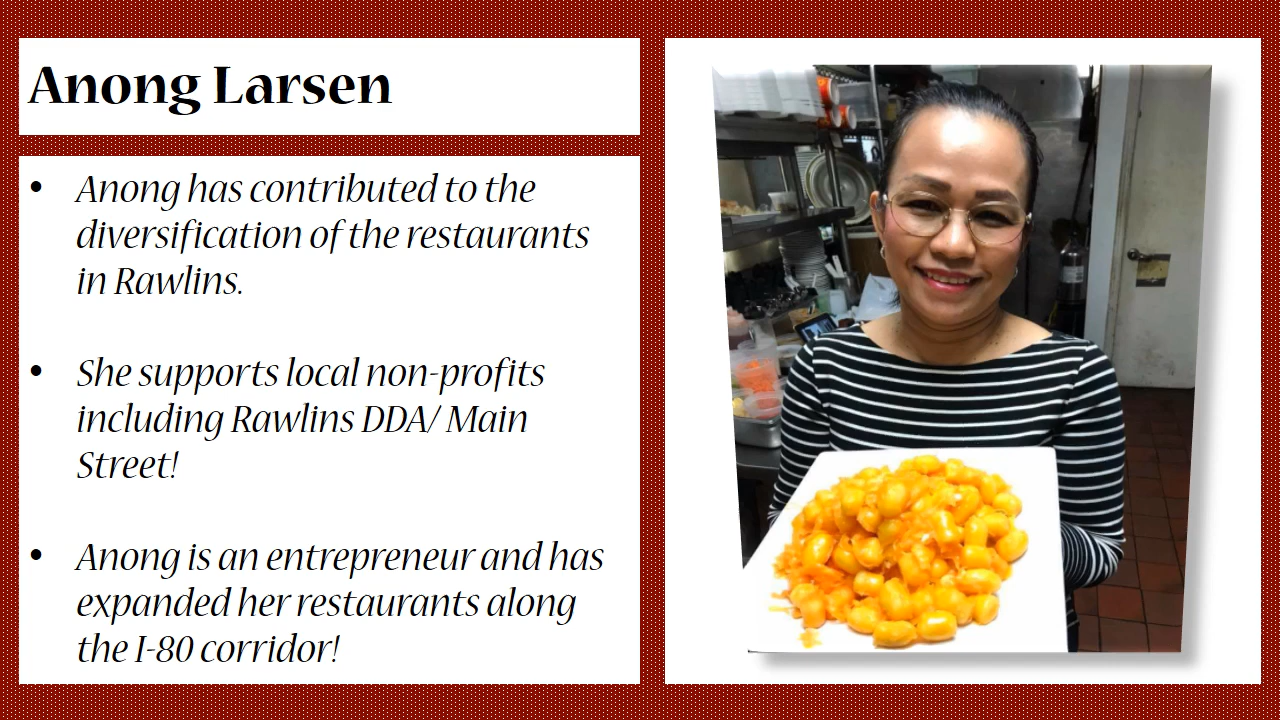 Anong Larsen
• Anong has contributed to the
diversification of the restaurants
in Rawlins.
• She supports local non-profits
including Rawlins DDA/ Main
Street!
• Anong is an entrepreneur and has
expanded her restaurants along
the I-80 corridor!